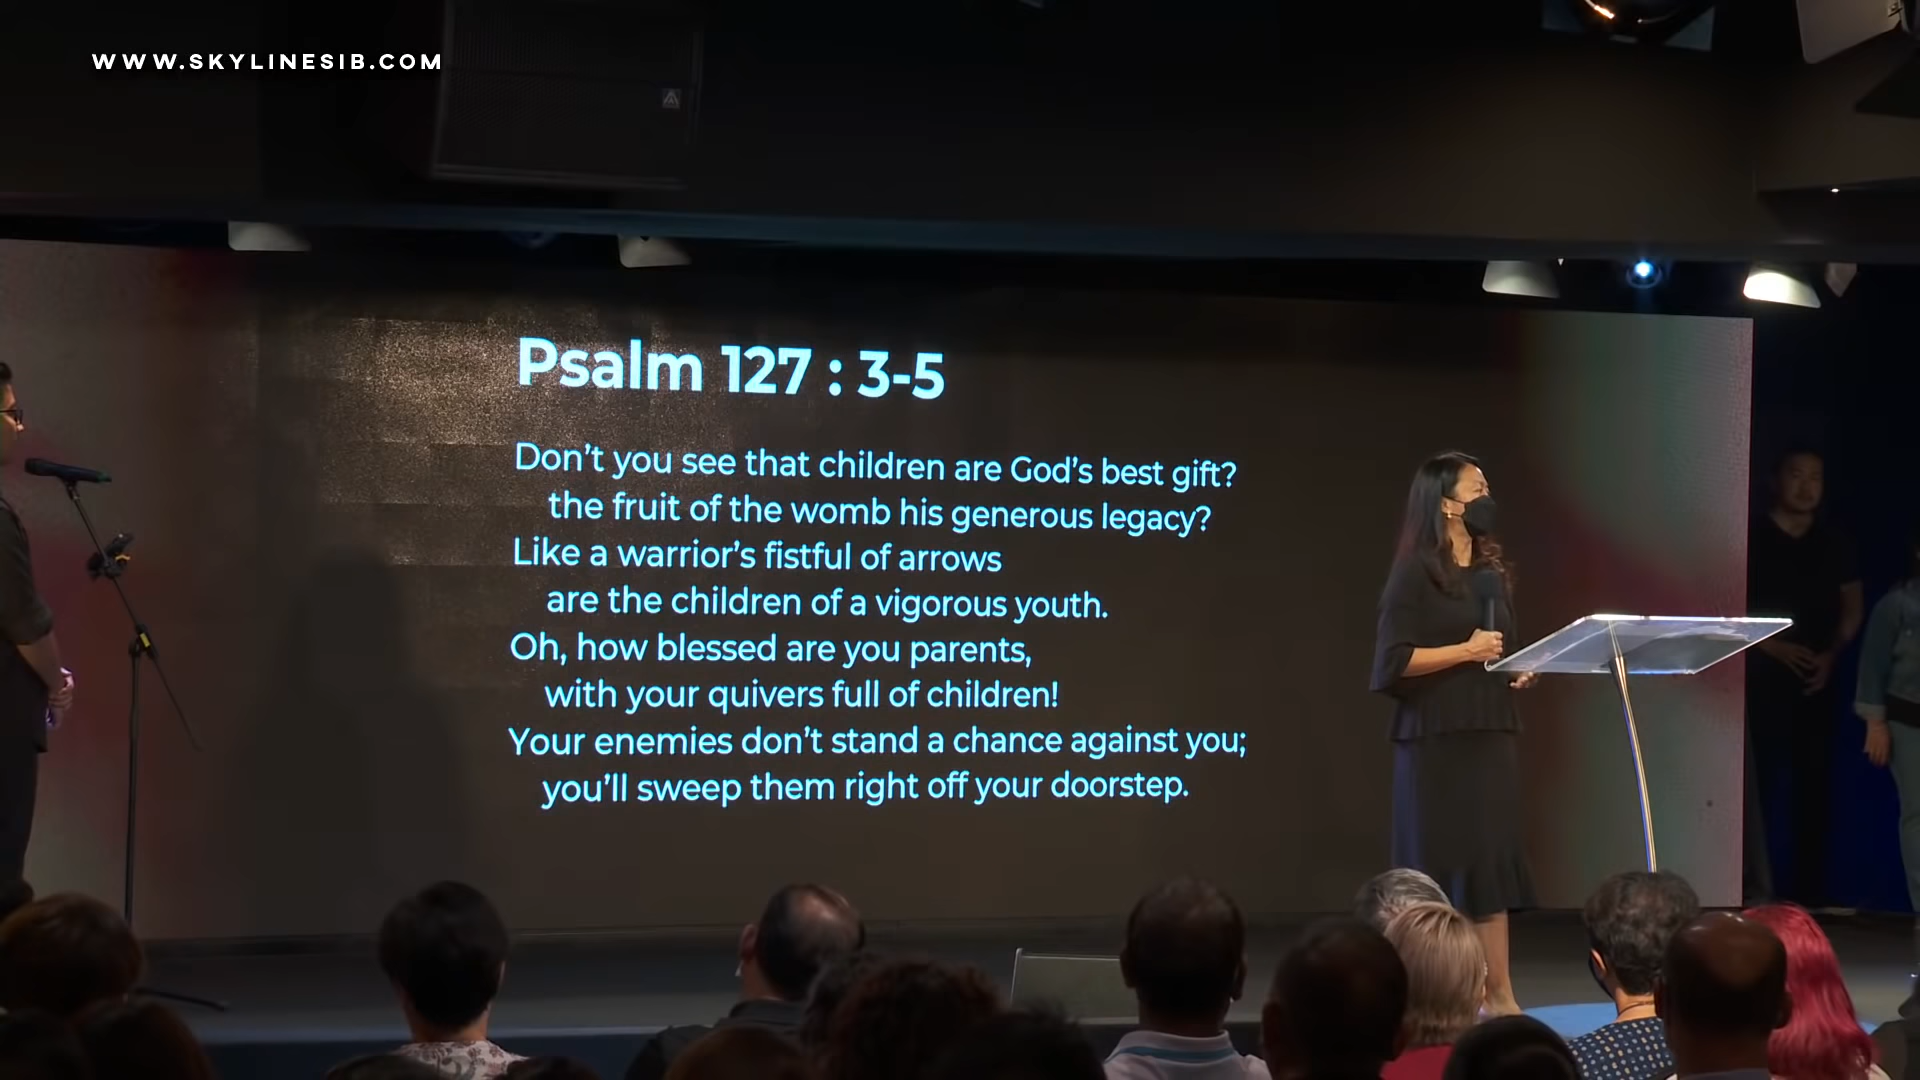 WWW.SKYLINESIB.COM
Psalm 127 : 3-5
Don't you see that children are God's best gift?
the fruit of the womb his generous legacy?
Like a warrior's fistful of arrows
are the children of a vigorous youth.
Oh, how blessed are you parents,
with your quivers full of children!
Your enemies don't stand a chance against you;
you'll sweep them right off your doorstep.